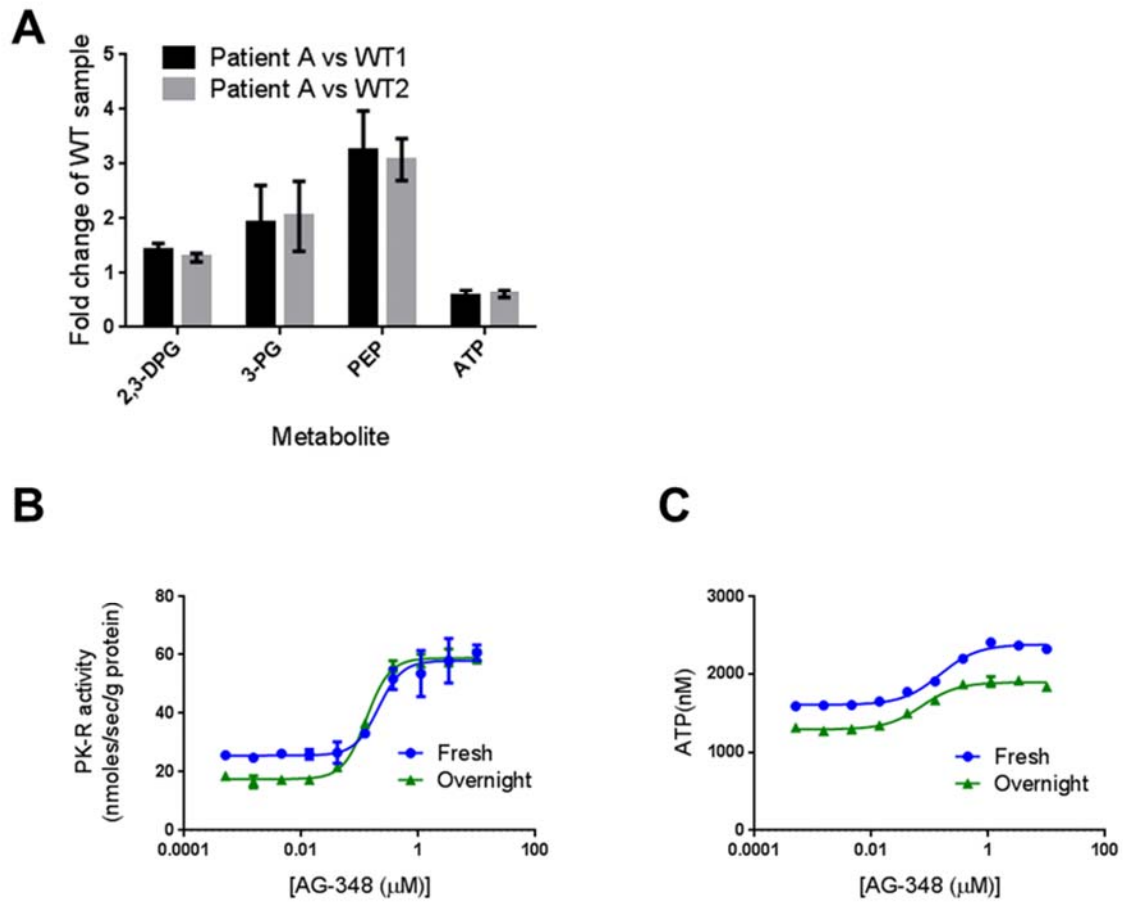 A
Fold change of WT sample
5
4
3
2
1
0
Patient A vs WT1
Patient A vs WT2
2,3-DPG
3-PG
PEP
ATP
Metabolite
B
PK-R activity
(nmoles/sec/g protein)
80
60
40
20
0
Fresh
Overnight
0.0001
0.01
1
100
[AG-348 (μM)]
C
ATP(nM)
3000
2000
1000
0
Fresh
Overnight
0.0001
0.01
1
100
[AG-348 (μM)]